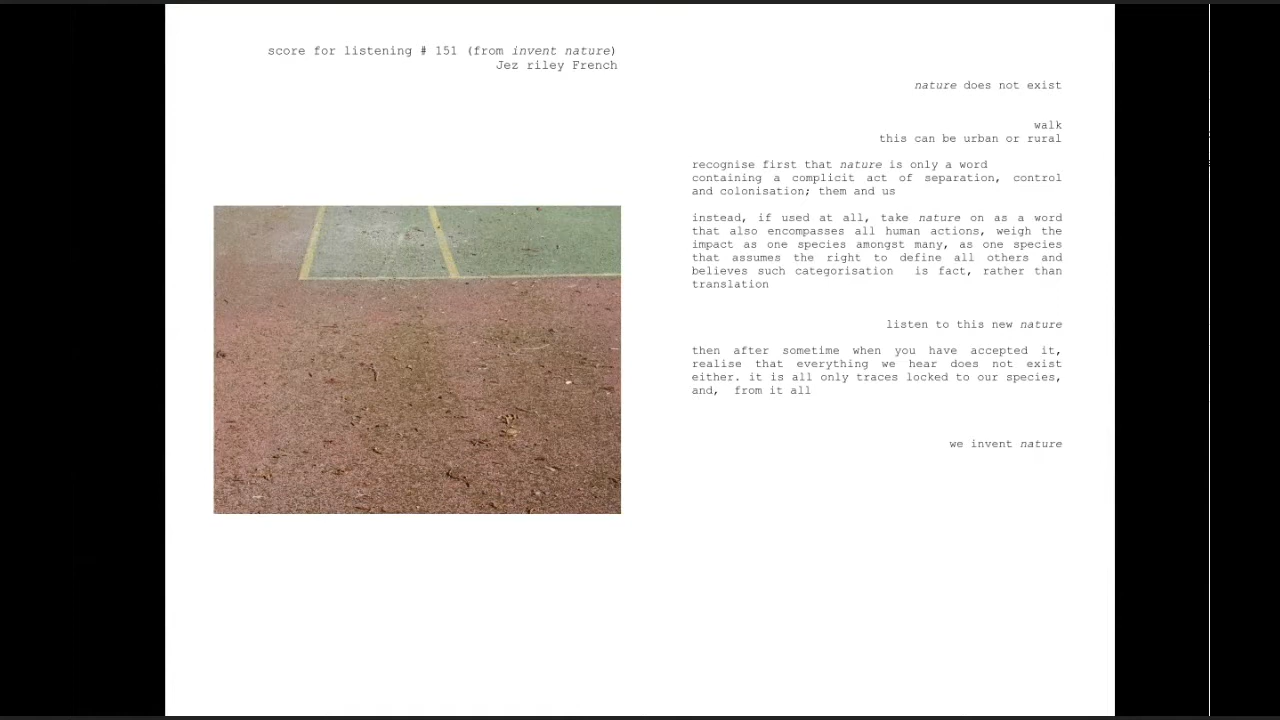 score for listening # 151 (from invent nature)
Jez riley French
nature does not exist
walk
this can be urban or rural
recognise first that nature is only a word
containing a complicit act of separation, control
and colonisation; them and us
instead, if used at all, take nature on as a word
that also encompasses all human actions, weigh the
impact as one species amongst many, as one species
that assumes the right to define all others and
believes such categorisation is fact, rather than
translation
listen to this new nature
then after sometime when you have accepted it,
realise that everything we hear does not exist
either. it is all only traces locked to our species,
and, from it all
we invent nature